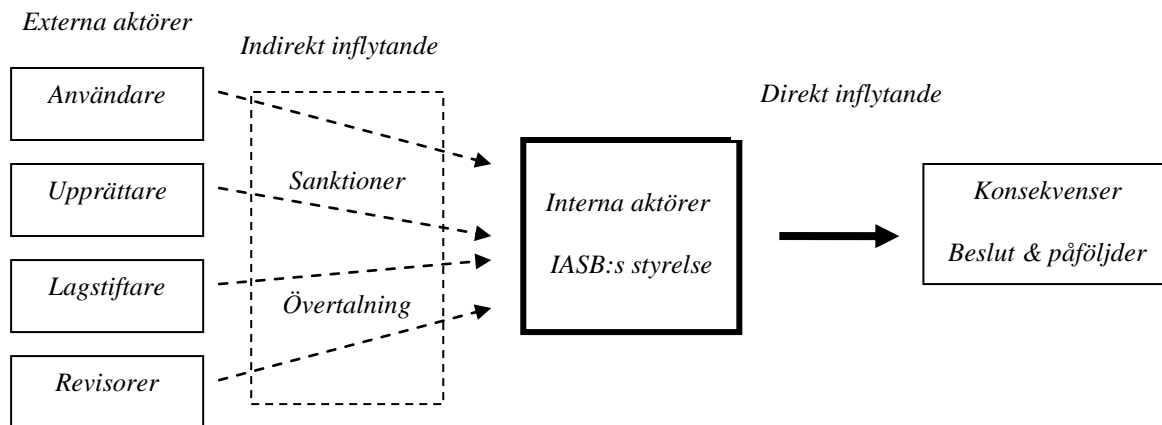 Externa aktörer
Indirekt inflytande
Användare
Upprättare
Lagstiftare
Revisorer
Sanktioner
Övertalning
Interna aktörer
IASB:s styrelse
Direkt inflytande
Konsekvenser
Beslut & påföljder